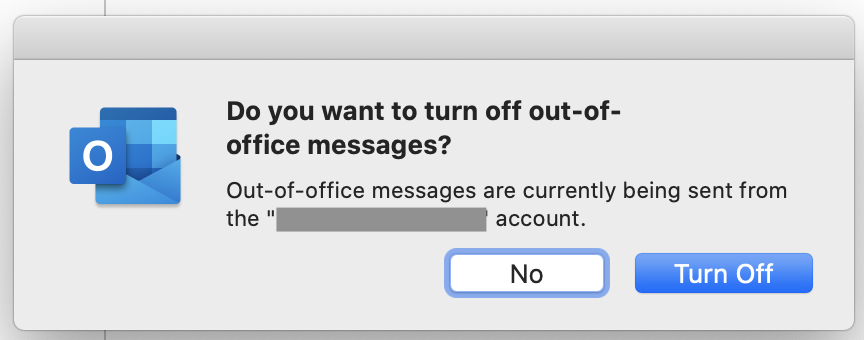 O
Do you want to turn off out-of-
office messages?
Out-of-office messages are currently being sent from
the "            " account.
No
Turn Off